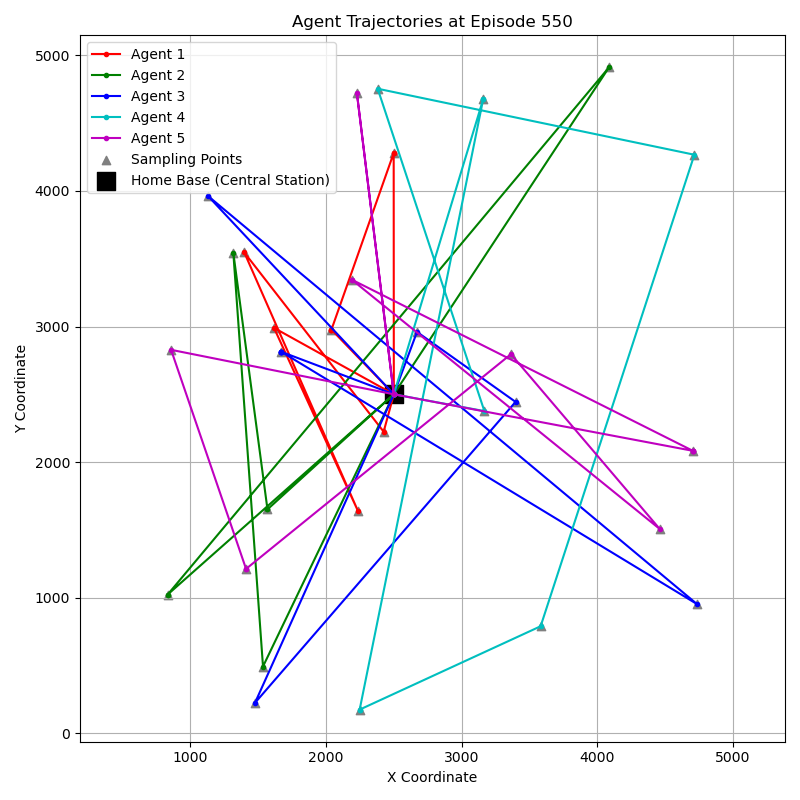 Agent Trajectories at Episode 550
Agent 1
Agent 2
Agent 3
Agent 4
Agent 5
Sampling Points
Home Base (Central Station)
5000
4000
3000
2000
1000
0
Y Coordinate
1000
2000
3000
4000
5000
X Coordinate